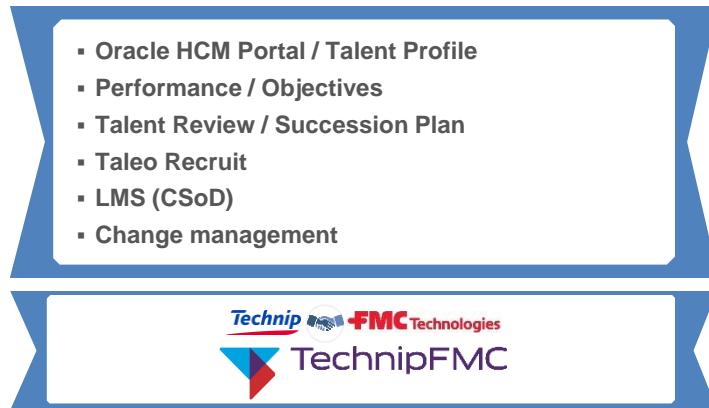 ▪ Oracle HCM Portal / Talent Profile
▪ Performance / Objectives
▪ Talent Review / Succession Plan
▪ Taleo Recruit
▪ LMS (CSoD)
▪ Change management
Technip FMC Technologies
TechnipFMC